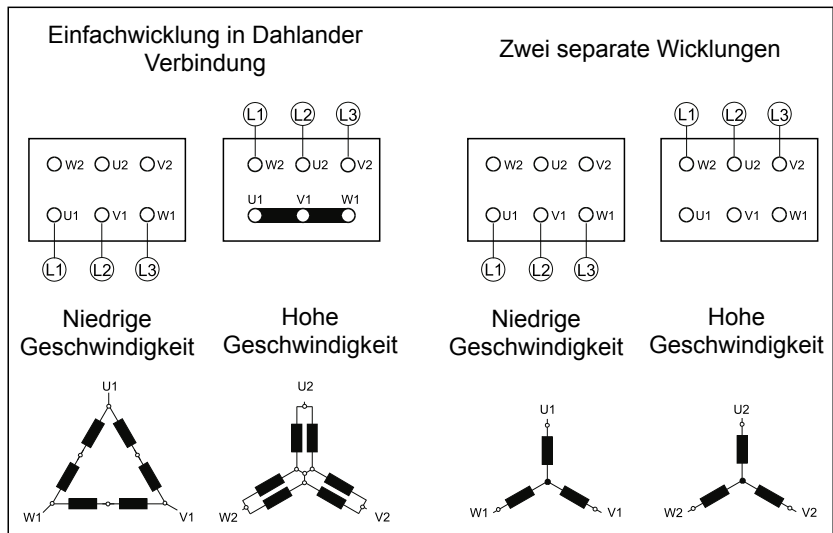 Einfachwicklung in Dahlander
Verbindung
Zwei separate Wicklungen
W2 U2 V2
U1 V1 W1
L1 L2 L3
L1 L2 L3
W2 U2 V2
U1 V1 W1
W2 U2 V2
U1 V1 W1
L1 L2 L3
L1 L2 L3
W2 U2 V2
U1 V1 W1
Niedrige
Geschwindigkeit
Hohe
Geschwindigkeit
Niedrige
Geschwindigkeit
Hohe
Geschwindigkeit
U1
W1 V1
U2
W2 V2
U1
W1 V1
U2
W2 V2